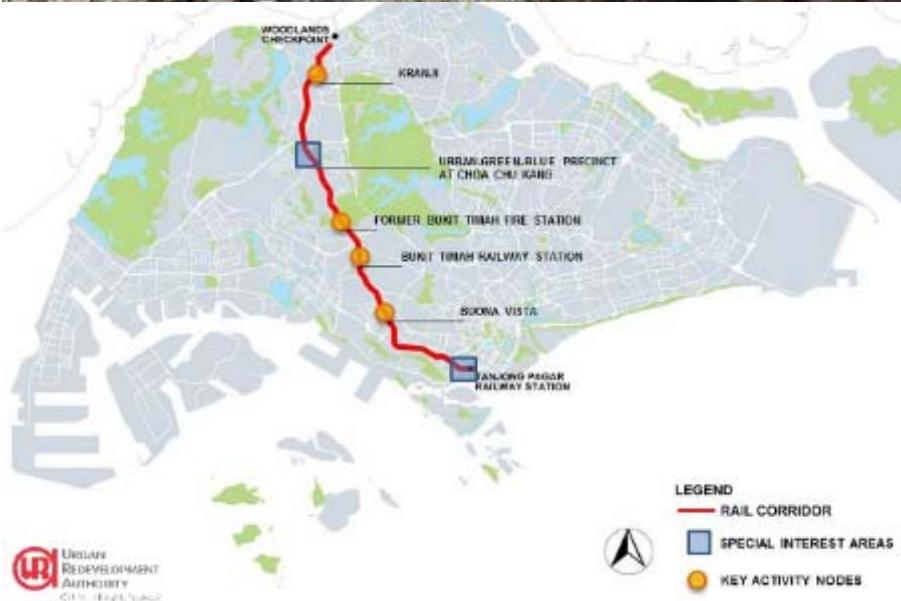 WOODLANDS
CHECKPOINT
KRANJI
URBAN-GREEN-BLUE PRECINCT
AT CHOA CHU KANG
FORMER BUKIT TIMAH FIRE STATION
BUKIT TIMAH RAILWAY STATION
BUONA VISTA
TANJONG PAGAR
RAILWAY STATION
LEGEND
RAIL CORRIDOR
SPECIAL INTEREST AREAS
KEY ACTIVITY NODES
URBAN
REDEVELOPMENT
AUTHORITY